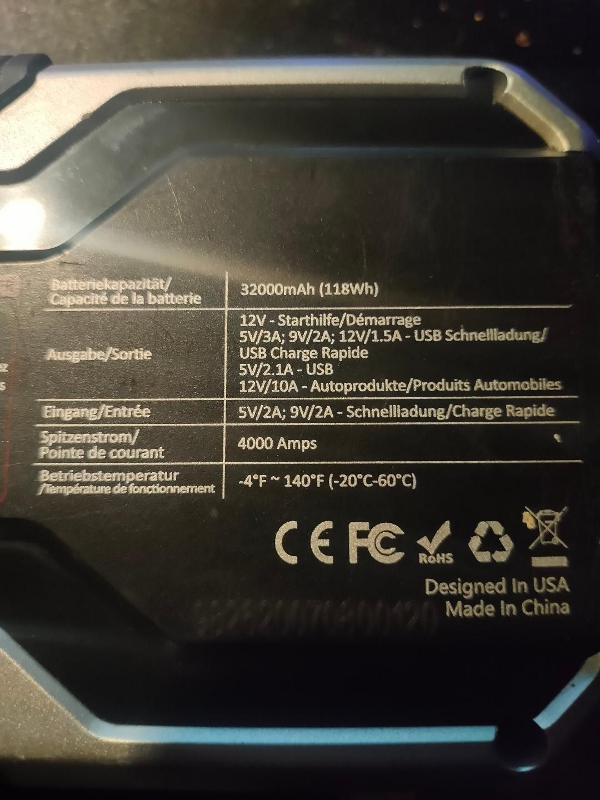 Batteriekapazität/
Capacité de la batterie
32000mAh (118Wh)
Ausgabe/Sortie
12V - Starthilfe/Démarrage
5V/3A; 9V/2A; 12V/1.5A - USB Schnellladung/
USB Charge Rapide
5V/2.1A - USB
12V/10A - Autoprodukte/Produits Automobiles
Eingang/Entrée
5V/2A; 9V/2A - Schnellladung/Charge Rapide
Spitzenstrom/
Pointe de courant
4000 Amps
Betriebstemperatur
/Température de fonctionnement
-4°F ~ 140°F (-20°C-60°C)
CE FC RoHS
Designed In USA
Made In China